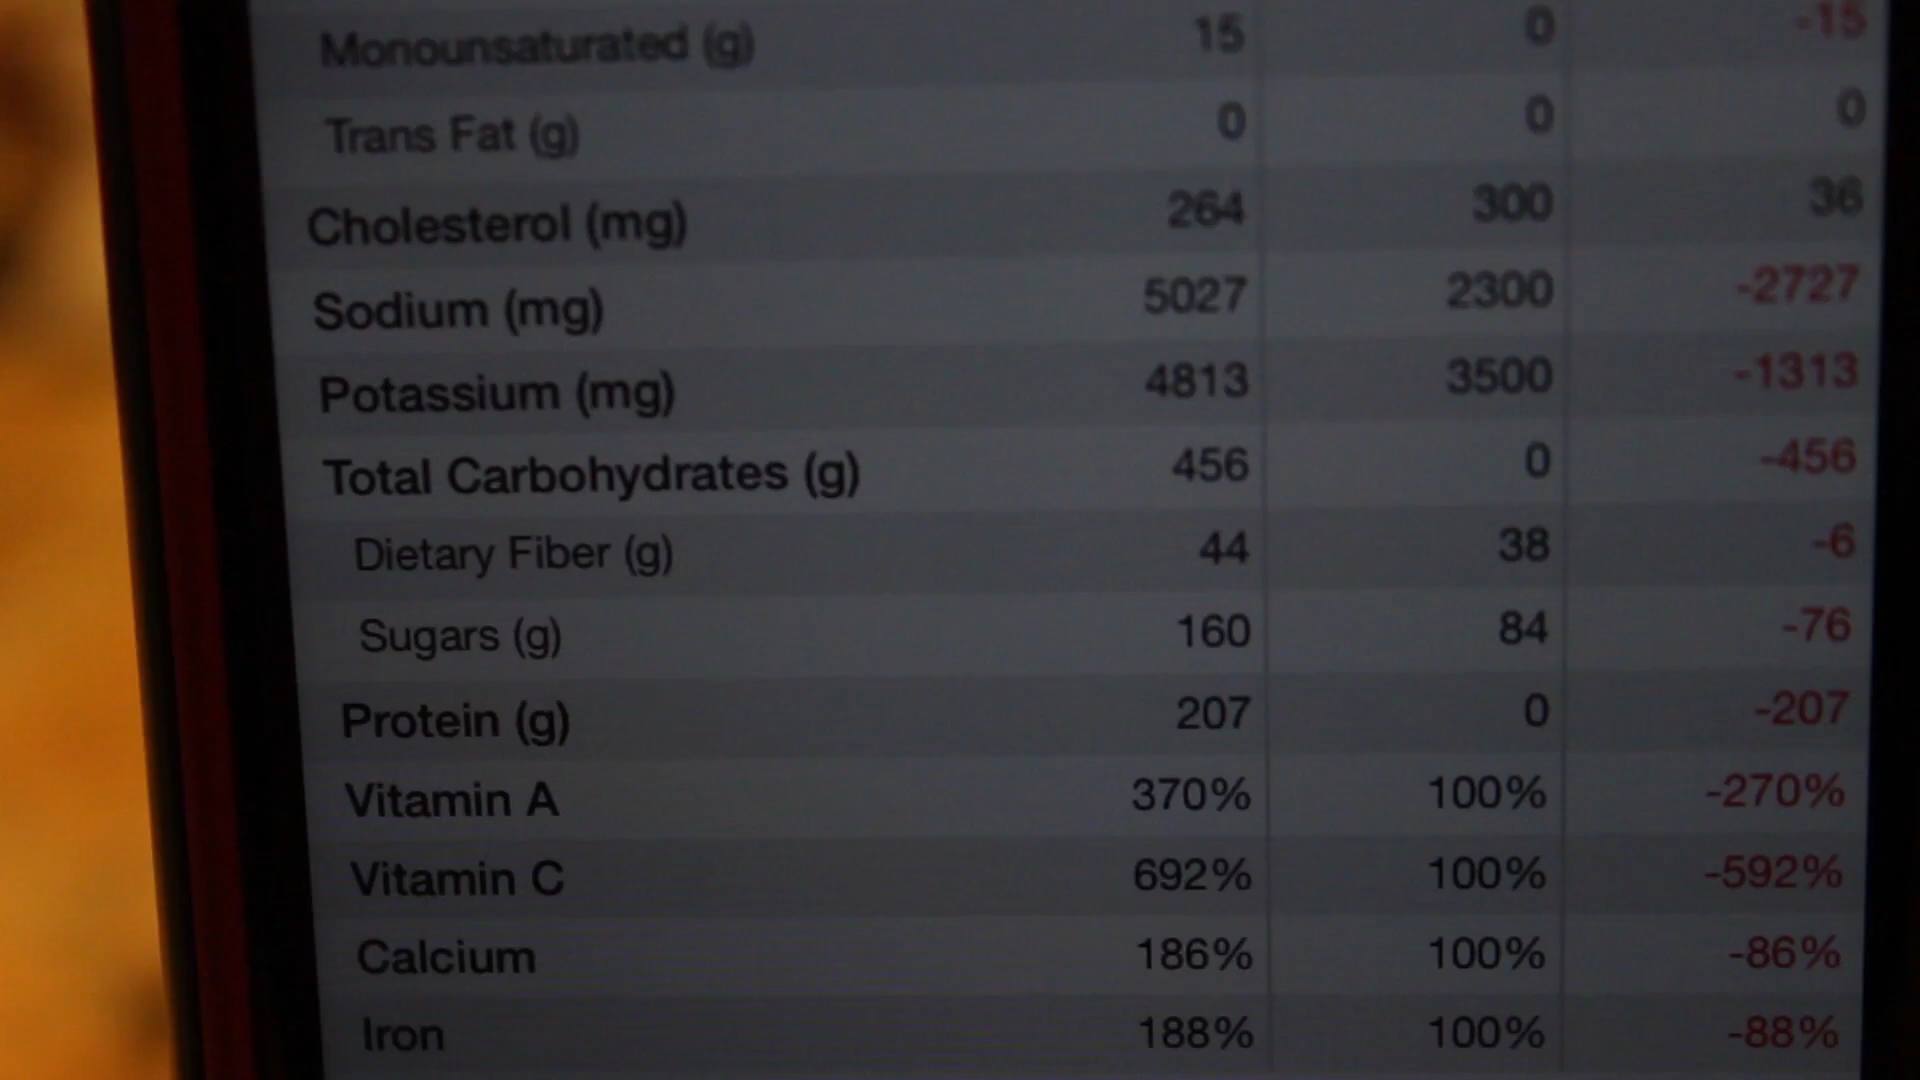 Monounsaturated (g) 15 0 -15
Trans Fat (g) 0 0 0
Cholesterol (mg) 264 300 36
Sodium (mg) 5027 2300 -2727
Potassium (mg) 4813 3500 -1313
Total Carbohydrates (g) 456 0 -456
Dietary Fiber (g) 44 38 -6
Sugars (g) 160 84 -76
Protein (g) 207 0 -207
Vitamin A 370% 100% -270%
Vitamin C 692% 100% -592%
Calcium 186% 100% -86%
Iron 188% 100% -88%